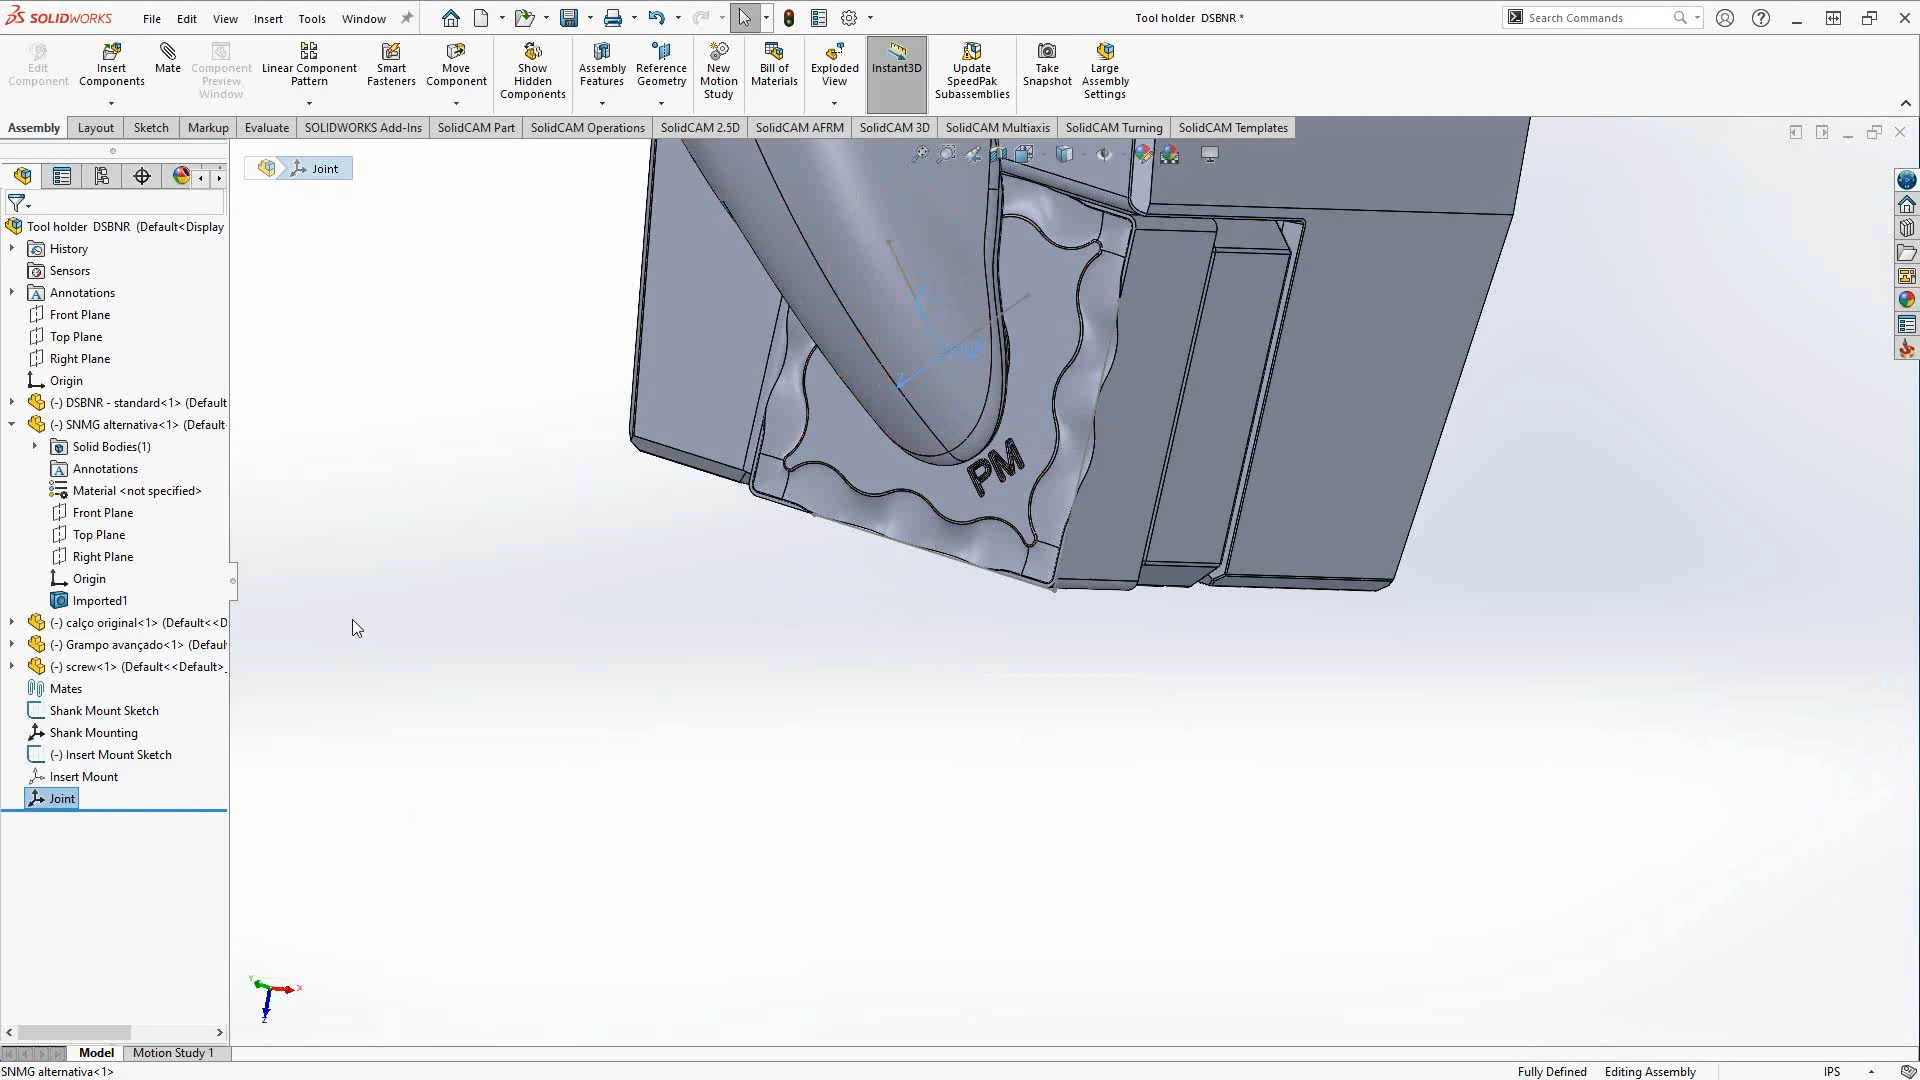 SOLIDWORKS File Edit View Insert Tools Window Tool holder DSBNR * Search Commands
Edit Component
Insert Components
Mate
Component Preview Window
Linear Component Pattern
Smart Fasteners
Move Component
Show Hidden Components
Assembly Features
Reference Geometry
New Motion Study
Bill of Materials
Exploded View
Instant3D
Update SpeedPak Subassemblies
Take Snapshot
Large Assembly Settings
Assembly Layout Sketch Markup Evaluate SOLIDWORKS Add-Ins SolidCAM Part SolidCAM Operations SolidCAM 2.5D SolidCAM AFRM SolidCAM 3D SolidCAM Multiaxis SolidCAM Turning SolidCAM Templates
Joint
Tool holder DSBNR (Default<Display
History
Sensors
Annotations
Front Plane
Top Plane
Right Plane
Origin
(-) DSBNR - standard<1> (Default
(-) SNMG alternativa<1> (Default
Solid Bodies(1)
Annotations
Material <not specified>
Front Plane
Top Plane
Right Plane
Origin
Imported1
(-) calço original<1> (Default<<D
(-) Grampo avançado<1> (Defaul
(-) screw<1> (Default<<Default>_
Mates
Shank Mount Sketch
Shank Mounting
(-) Insert Mount Sketch
Insert Mount
Joint
PM
Z
Y X
Z
Model Motion Study 1
SNMG alternativa<1> Fully Defined Editing Assembly IPS